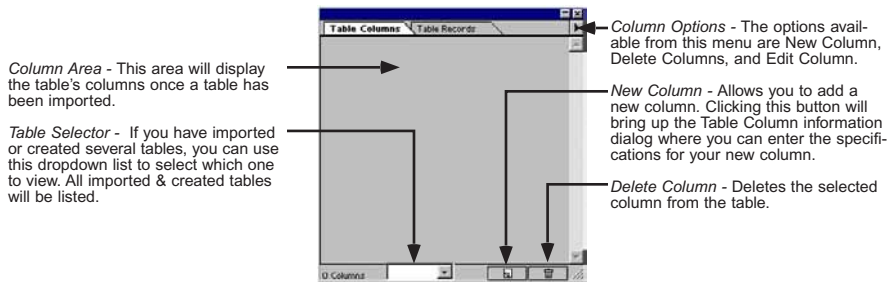 Column Area - This area will display
the table's columns once a table has
been imported.
Table Selector - If you have imported
or created several tables, you can use
this dropdown list to select which one
to view. All imported & created tables
will be listed.
Table Columns Table Records
0 Columns
Column Options - The options avail-
able from this menu are New Column,
Delete Columns, and Edit Column.
New Column - Allows you to add a
new column. Clicking this button will
bring up the Table Column information
dialog where you can enter the specifi-
cations for your new column.
Delete Column - Deletes the selected
column from the table.